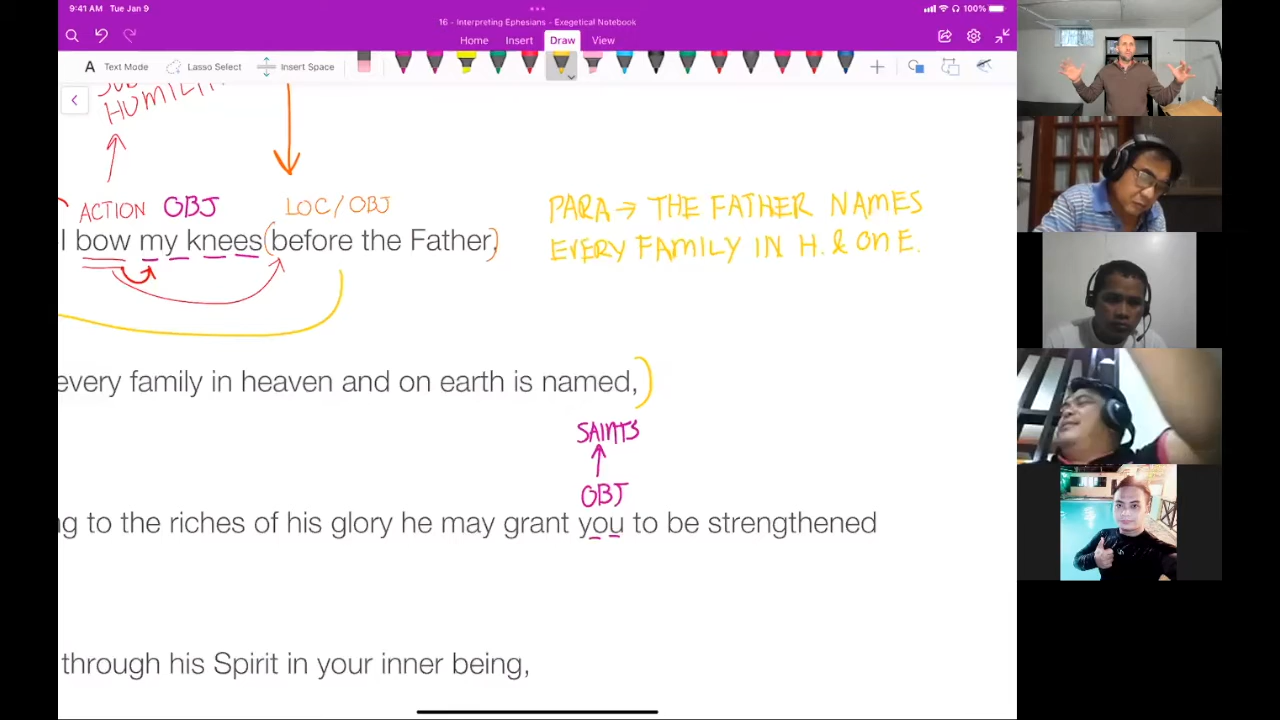 9:41 AM Tue Jan 9
100%
16 - Interpreting Ephesians - Exegetical Notebook
Home Insert Draw View
A Text Mode Lasso Select Insert Space
ACTION OBJ LOC/OBJ
I bow my knees (before the Father,)
PARA → THE FATHER NAMES
EVERY FAMILY IN H. & ON E.
every family in heaven and on earth is named,)
SAINTS
OBJ
ng to the riches of his glory he may grant you to be strengthened
through his Spirit in your inner being,